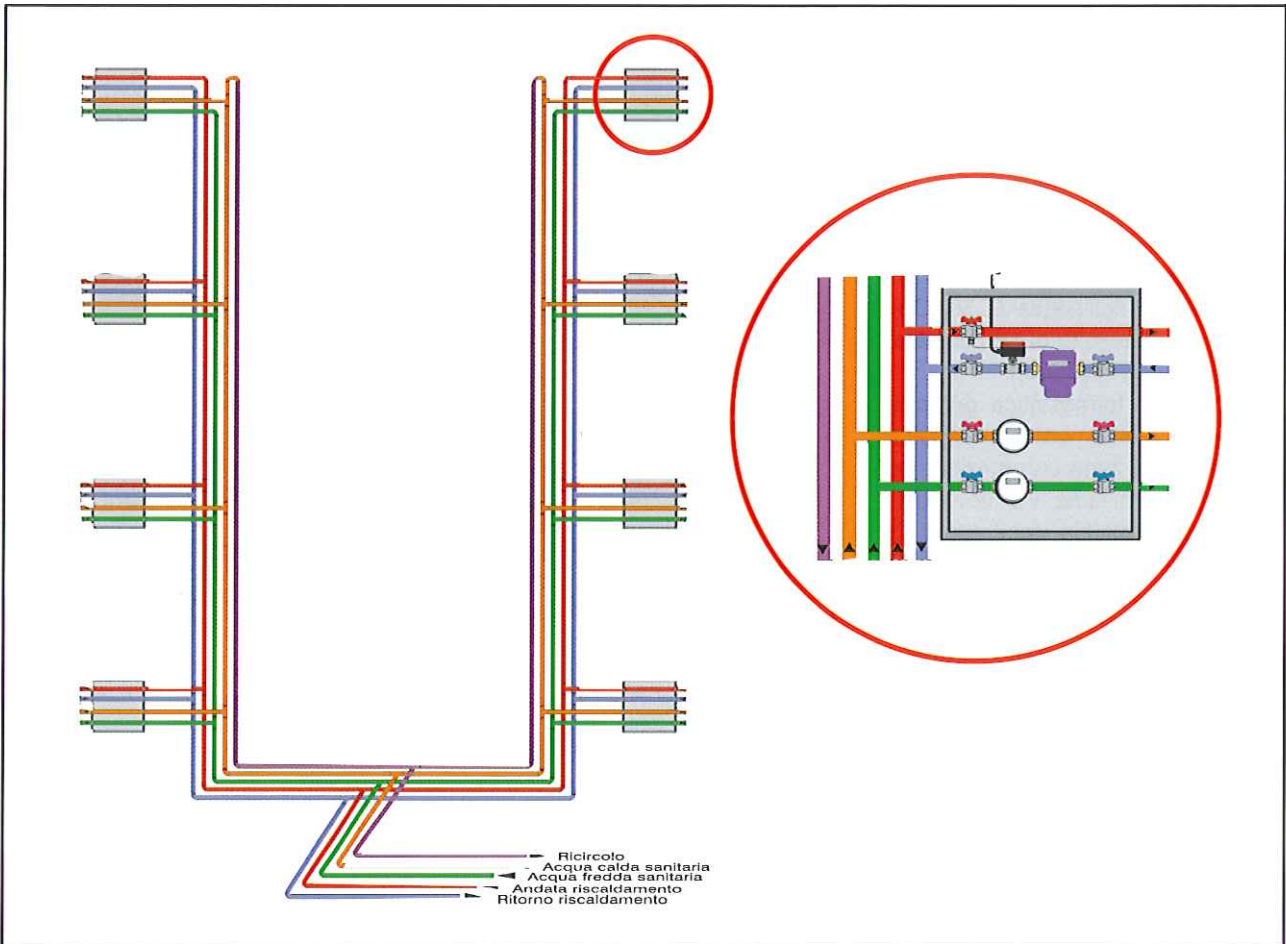 Ricircolo
Acqua calda sanitaria
Acqua fredda sanitaria
Andata riscaldamento
Ritorno riscaldamento